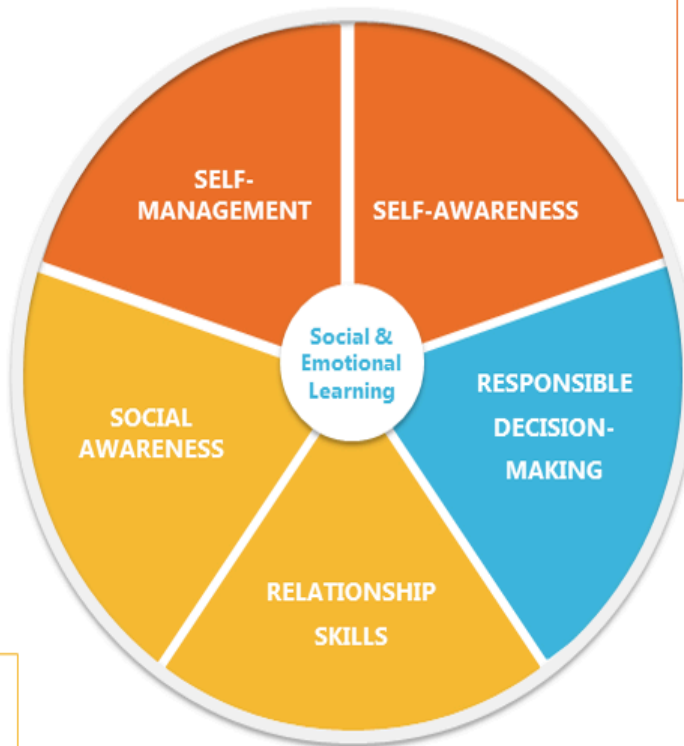 SELF-
MANAGEMENT
SELF-AWARENESS
Social &
Emotional
Learning
RESPONSIBLE
DECISION-
MAKING
SOCIAL
AWARENESS
RELATIONSHIP
SKILLS